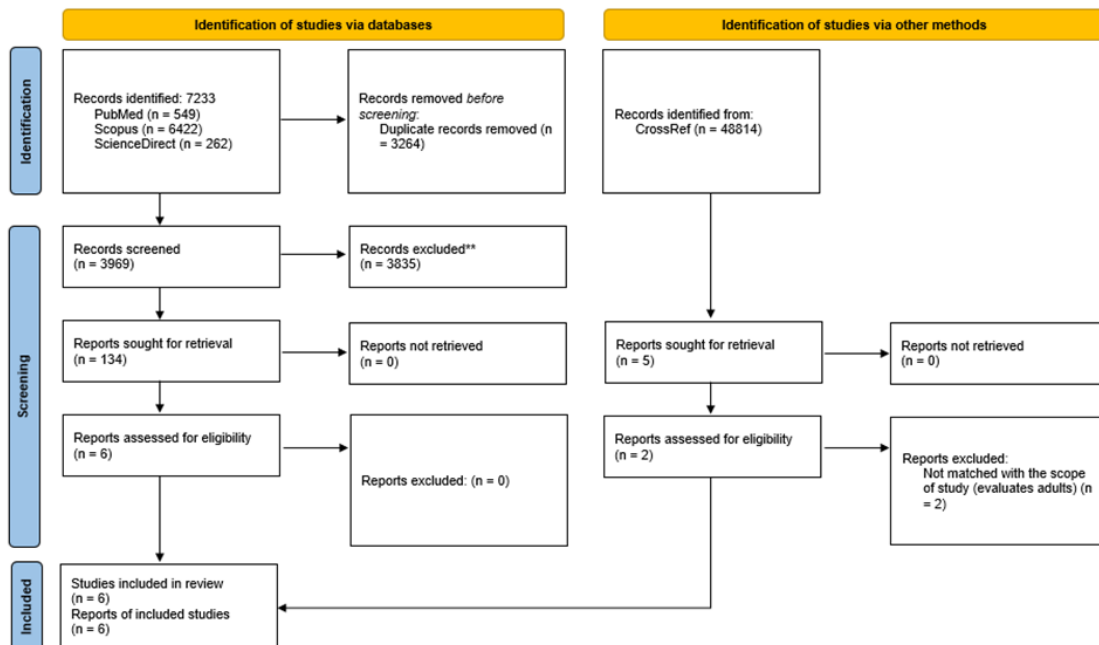 Identification of studies via databases
Identification of studies via other methods
Identification
Records identified: 7233
PubMed (n = 549)
Scopus (n = 6422)
ScienceDirect (n = 262)
Records removed before
screening:
Duplicate records removed (n
= 3264)
Records identified from:
CrossRef (n = 48814)
Screening
Records screened
(n = 3969)
Records excluded**
(n = 3835)
Reports sought for retrieval
(n = 134)
Reports not retrieved
(n = 0)
Reports sought for retrieval
(n = 5)
Reports not retrieved
(n = 0)
Reports assessed for eligibility
(n = 6)
Reports excluded: (n = 0)
Reports assessed for eligibility
(n = 2)
Reports excluded:
Not matched with the scope
of study (evaluates adults) (n
= 2)
Included
Studies included in review
(n = 6)
Reports of included studies
(n = 6)